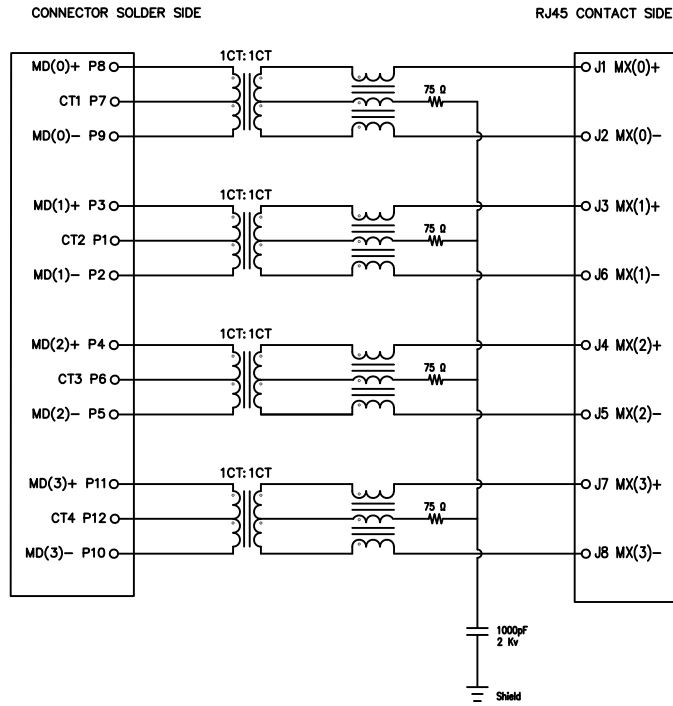 CONNECTOR SOLDER SIDE
RJ45 CONTACT SIDE
1CT:1CT
MD(0)+ P8
J1 MX(0)+
75 Ω
CT1 P7
MD(0)− P9
J2 MX(0)−
1CT:1CT
MD(1)+ P3
J3 MX(1)+
75 Ω
CT2 P1
MD(1)− P2
J6 MX(1)−
1CT:1CT
MD(2)+ P4
J4 MX(2)+
75 Ω
CT3 P6
MD(2)− P5
J5 MX(2)−
1CT:1CT
MD(3)+ P11
J7 MX(3)+
75 Ω
CT4 P12
MD(3)− P10
J8 MX(3)−
1000pF
2 Kv
Shield